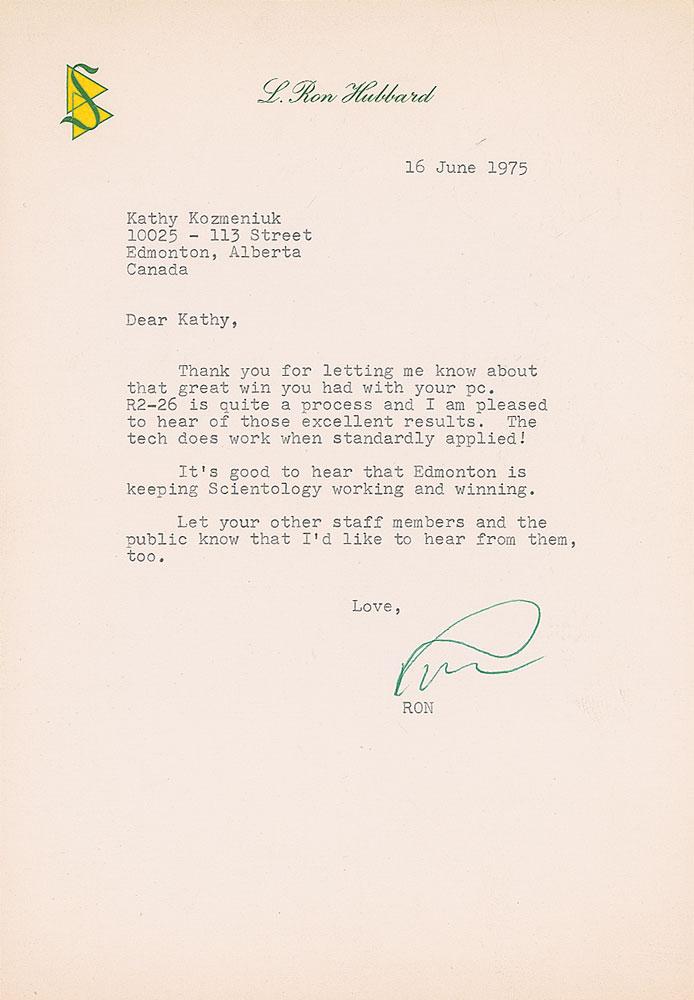 L. Ron Hubbard
16 June 1975
Kathy Kozmeniuk
10025 - 113 Street
Edmonton, Alberta
Canada
Dear Kathy,
Thank you for letting me know about
that great win you had with your pc.
R2-26 is quite a process and I am pleased
to hear of those excellent results.  The
tech does work when standardly applied!
It's good to hear that Edmonton is
keeping Scientology working and winning.
Let your other staff members and the
public know that I'd like to hear from them,
too.
Love,
Ron
RON